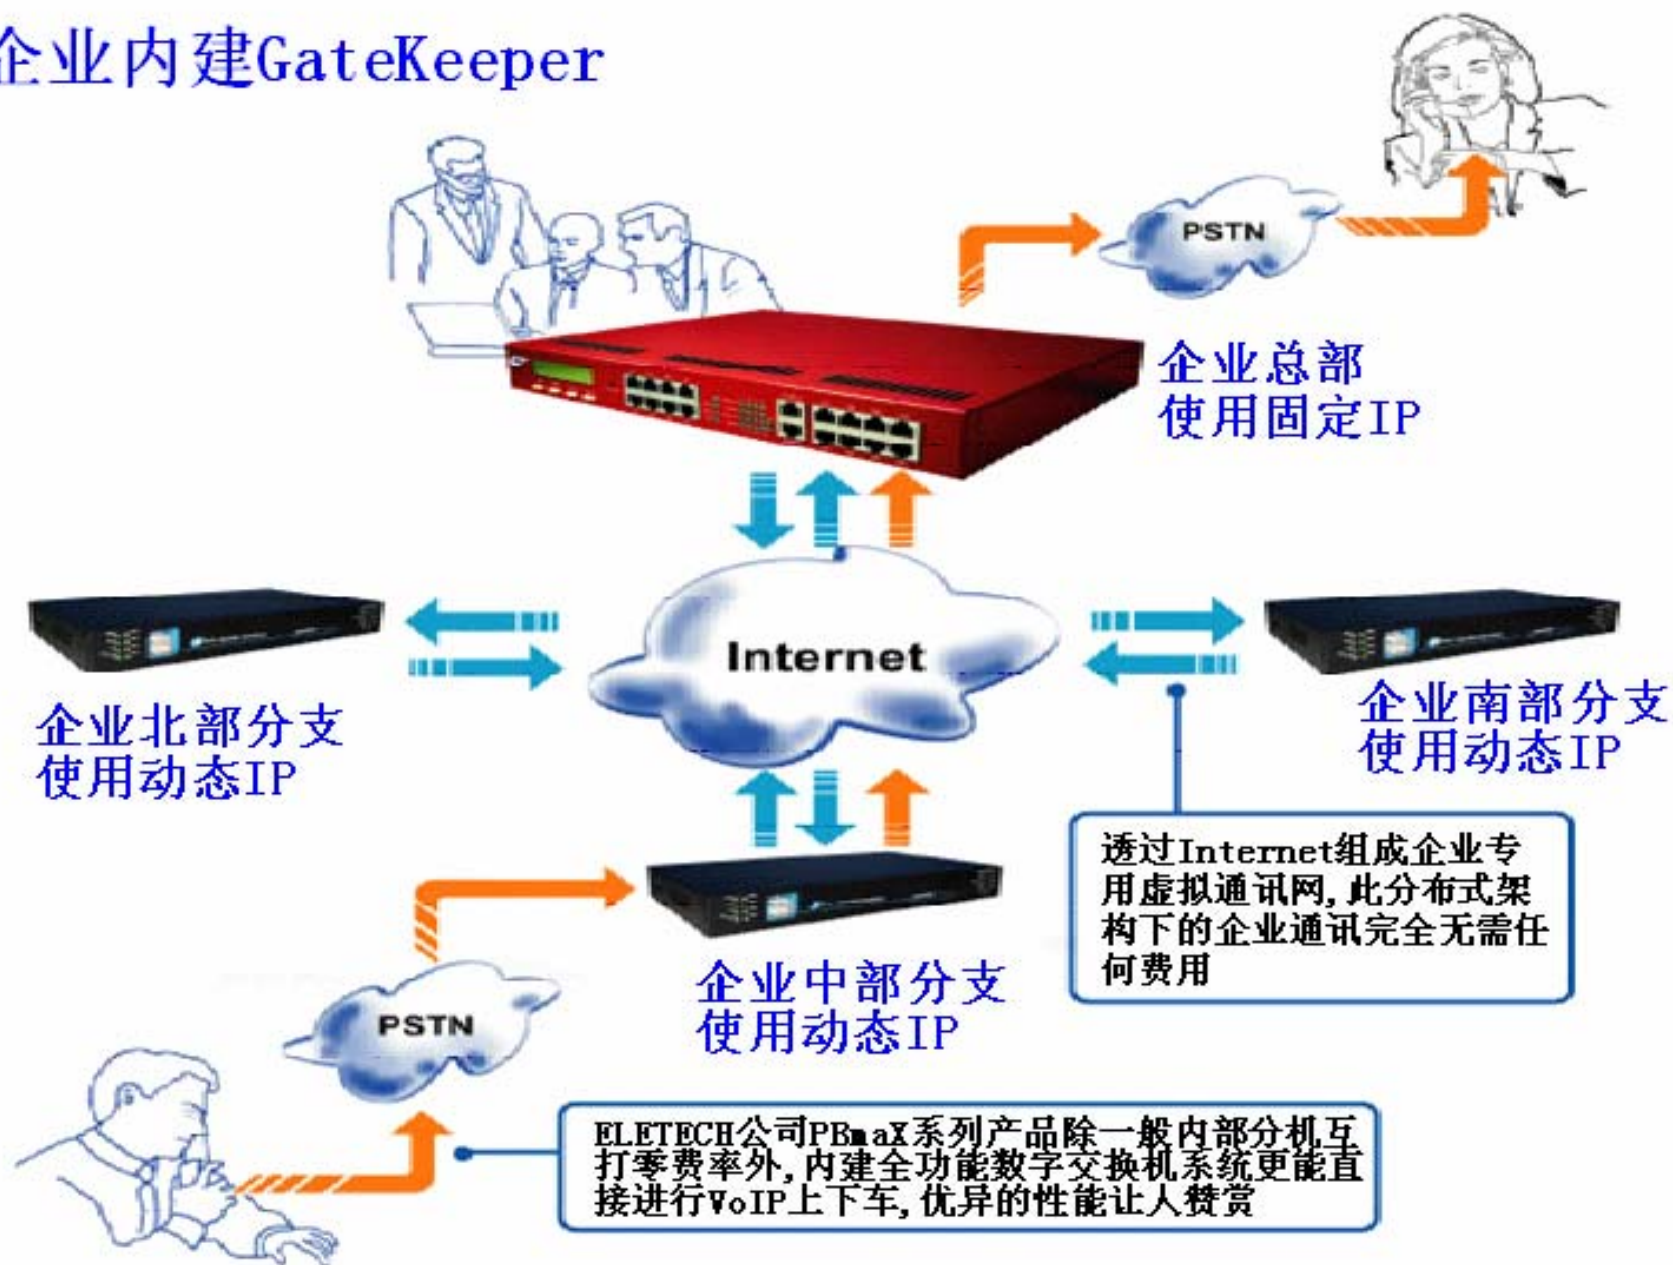 企业内建GateKeeper
PSTN
企业总部
使用固定IP
Internet
企业北部分支
使用动态IP
企业南部分支
使用动态IP
透过Internet组成企业专
用虚拟通讯网,此分布式架
构下的企业通讯完全无需任
何费用
企业中部分支
使用动态IP
PSTN
ELETECH公司PBmaX系列产品除一般内部分机互
打零费率外,内建全功能数字交换机系统更能直
接进行VoIP上下车,优异的性能让人赞赏